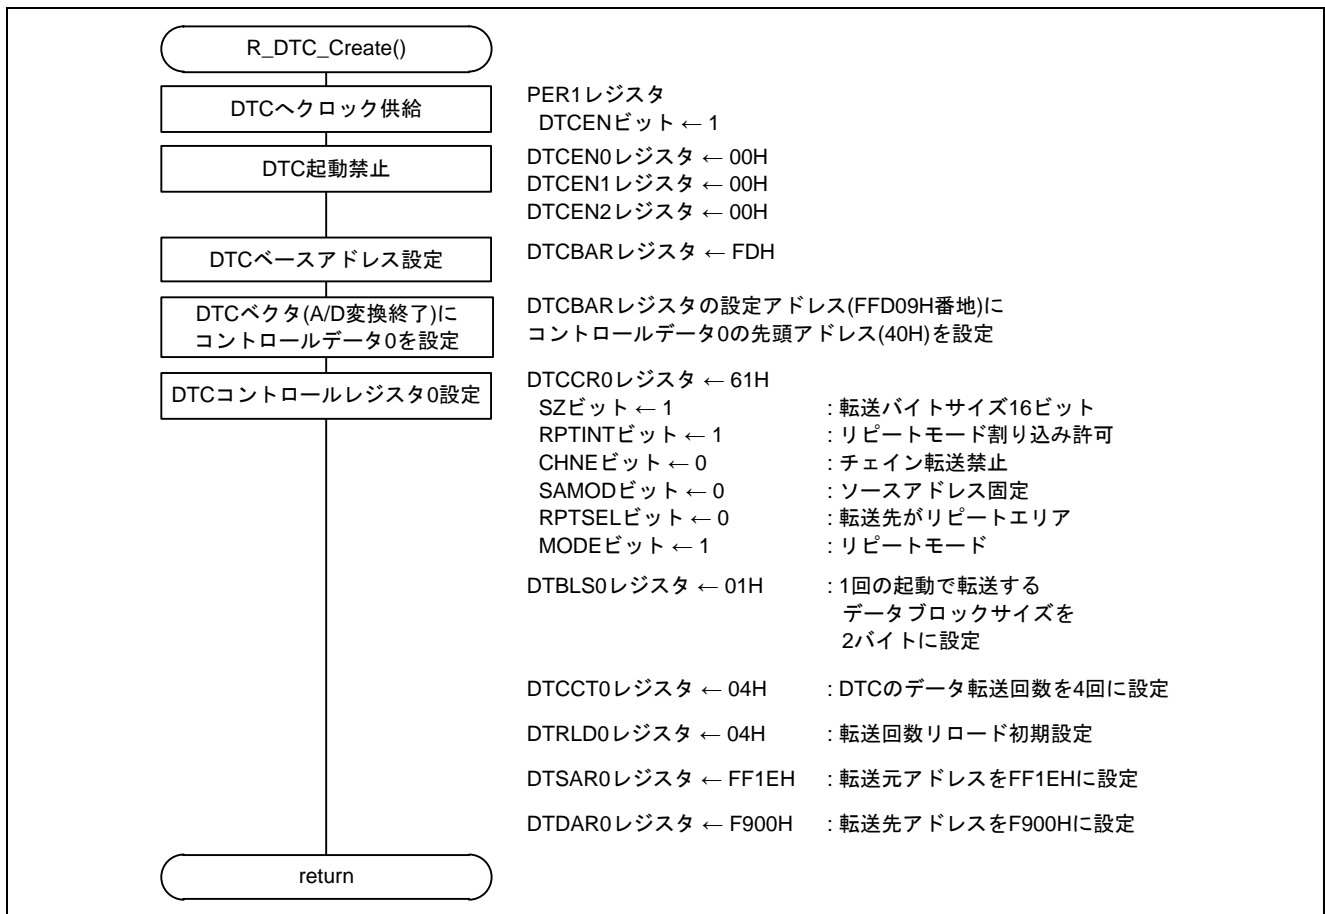 R_DTC_Create()
DTCへクロック供給
PER1レジスタ
DTCENビット ← 1
DTC起動禁止
DTCEN0レジスタ ← 00H
DTCEN1レジスタ ← 00H
DTCEN2レジスタ ← 00H
DTCベースアドレス設定
DTCBARレジスタ ← FDH
DTCベクタ(A/D変換終了)に
コントロールデータ0を設定
DTCBARレジスタの設定アドレス(FFD09H番地)に
コントロールデータ0の先頭アドレス(40H)を設定
DTCコントロールレジスタ0設定
DTCCR0レジスタ ← 61H
SZビット ← 1 : 転送バイトサイズ16ビット
RPTINTビット ← 1 : リピートモード割り込み許可
CHNEビット ← 0 : チェイン転送禁止
SAMODビット ← 0 : ソースアドレス固定
RPTSELビット ← 0 : 転送先がリピートエリア
MODEビット ← 1 : リピートモード
DTBLS0レジスタ ← 01H : 1回の起動で転送する
データブロックサイズを
2バイトに設定
DTCCT0レジスタ ← 04H : DTCのデータ転送回数を4回に設定
DTRLD0レジスタ ← 04H : 転送回数リロード初期設定
DTSAR0レジスタ ← FF1EH : 転送元アドレスをFF1EHに設定
DTDAR0レジスタ ← F900H : 転送先アドレスをF900Hに設定
return